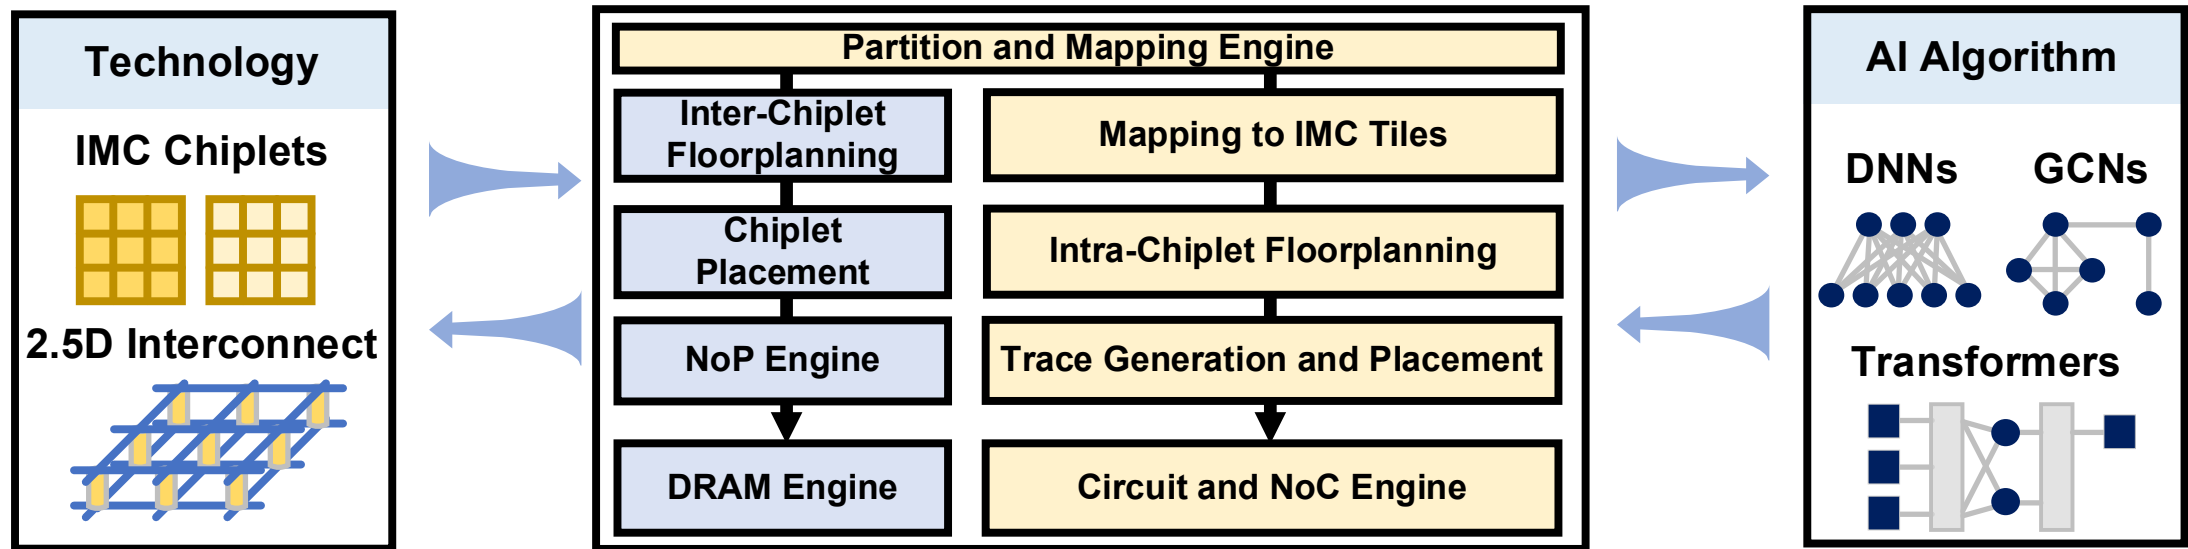 Technology
IMC Chiplets
2.5D Interconnect
Partition and Mapping Engine
Inter-Chiplet
Floorplanning
Chiplet
Placement
NoP Engine
DRAM Engine
Mapping to IMC Tiles
Intra-Chiplet Floorplanning
Trace Generation and Placement
Circuit and NoC Engine
AI Algorithm
DNNs
GCNs
Transformers